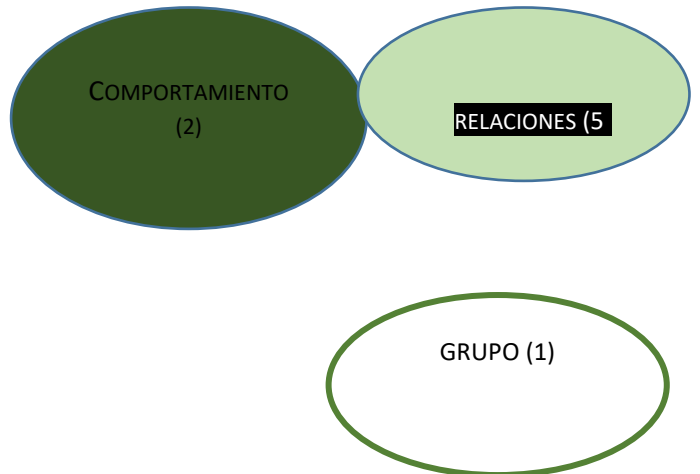 COMPORTAMIENTO
(2)
RELACIONES (5
GRUPO (1)